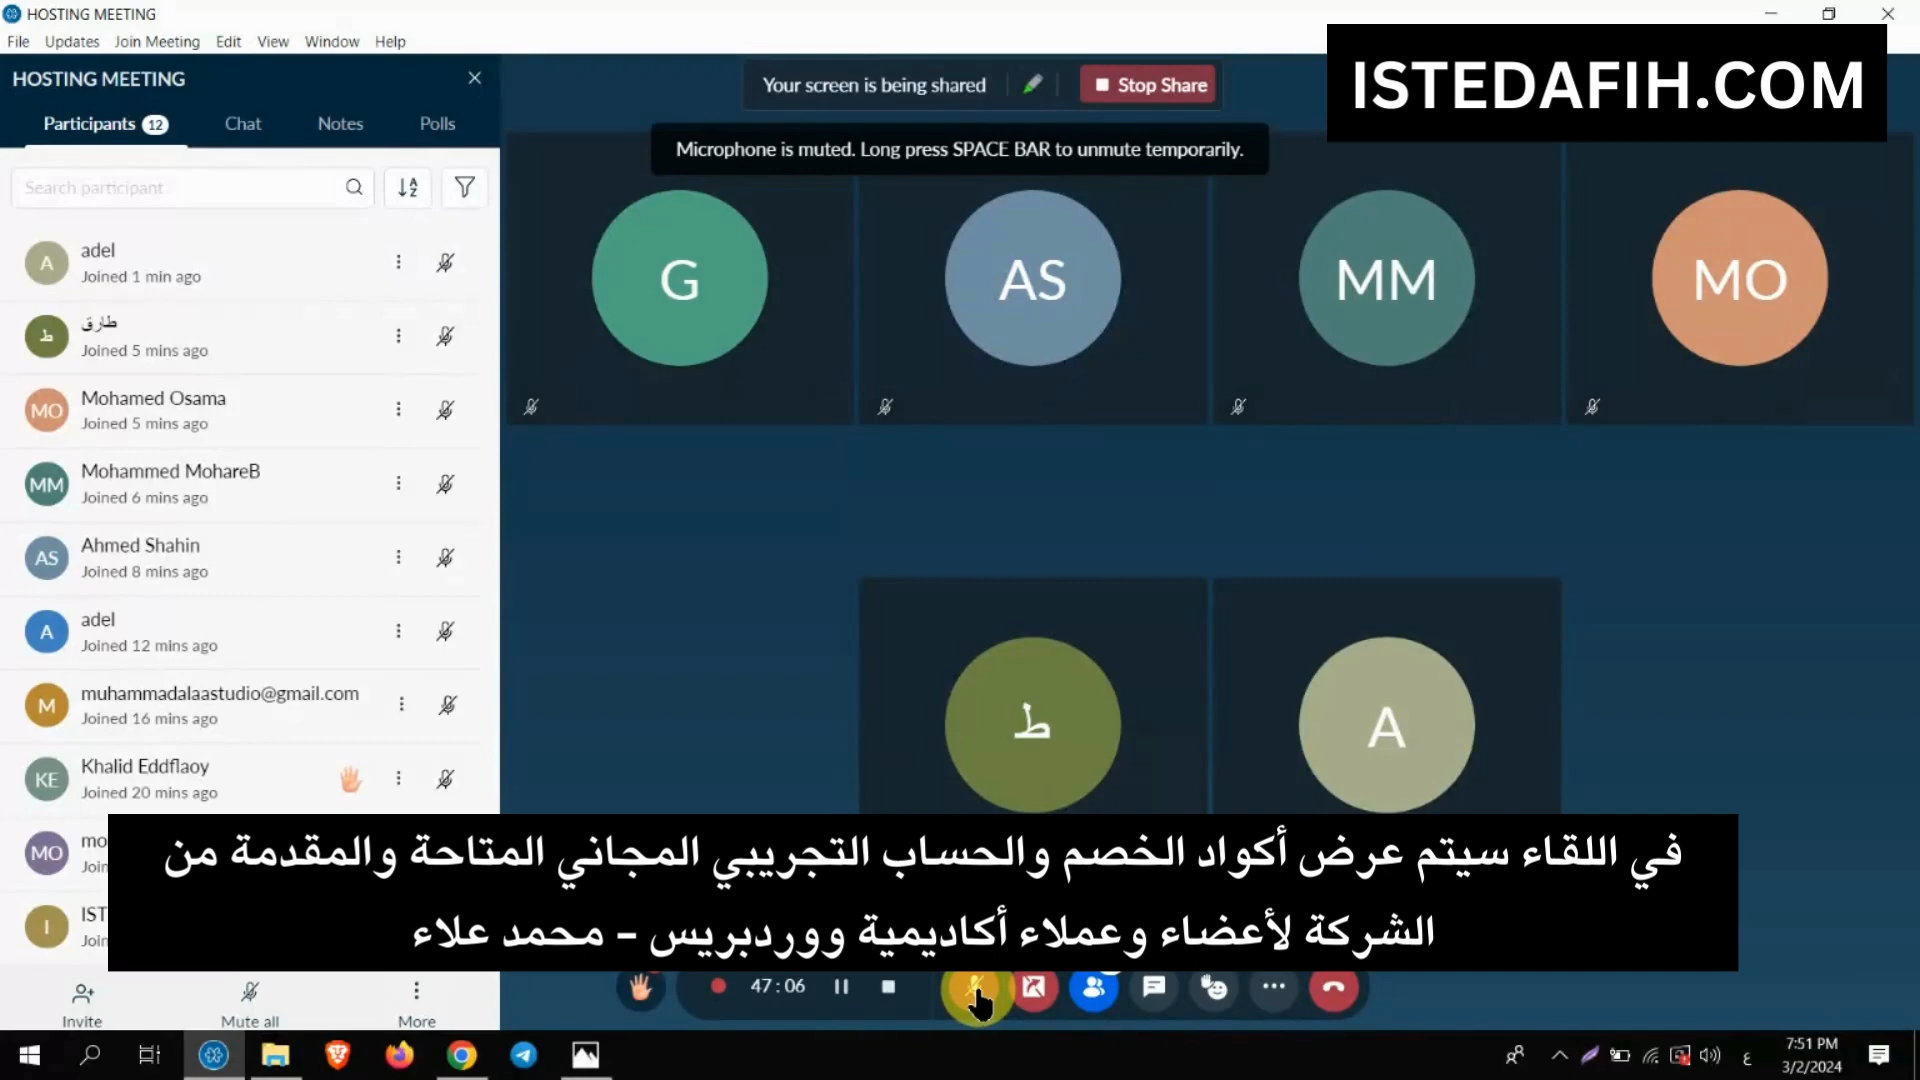 HOSTING MEETING
File Updates Join Meeting Edit View Window Help
ISTEDAFIH.COM
HOSTING MEETING
Participants 12 Chat Notes Polls
Your screen is being shared
Stop Share
Microphone is muted. Long press SPACE BAR to unmute temporarily.
Search participant
A adel
Joined 1 min ago
ط طارق
Joined 5 mins ago
MO Mohamed Osama
Joined 5 mins ago
MM Mohammed MohareB
Joined 6 mins ago
AS Ahmed Shahin
Joined 8 mins ago
A adel
Joined 12 mins ago
M muhammadalaastudio@gmail.com
Joined 16 mins ago
KE Khalid Eddflaoy
Joined 20 mins ago
MO
I
G AS MM MO
ط A
في اللقاء سيتم عرض أكواد الخصم والحساب التجريبي المجاني المتاحة والمقدمة من
الشركة لأعضاء وعملاء أكاديمية ووردبريس – محمد علاء
47:06
Invite Mute all More
ع
7:51 PM
3/2/2024